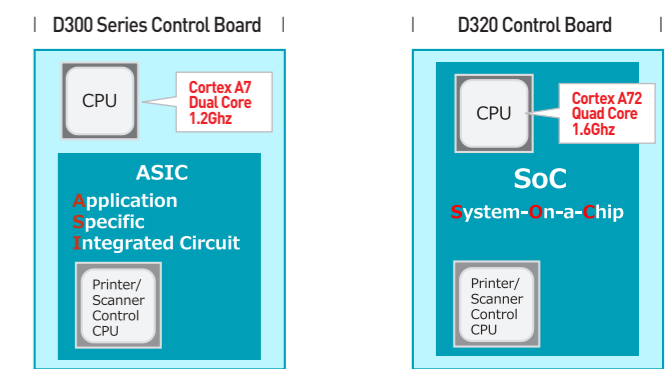 D300 Series Control Board
CPU
Cortex A7
Dual Core
1.2Ghz
ASIC
Application
Specific
Integrated Circuit
Printer/
Scanner
Control
CPU
D320 Control Board
CPU
Cortex A72
Quad Core
1.6Ghz
SoC
System-On-a-Chip
Printer/
Scanner
Control
CPU